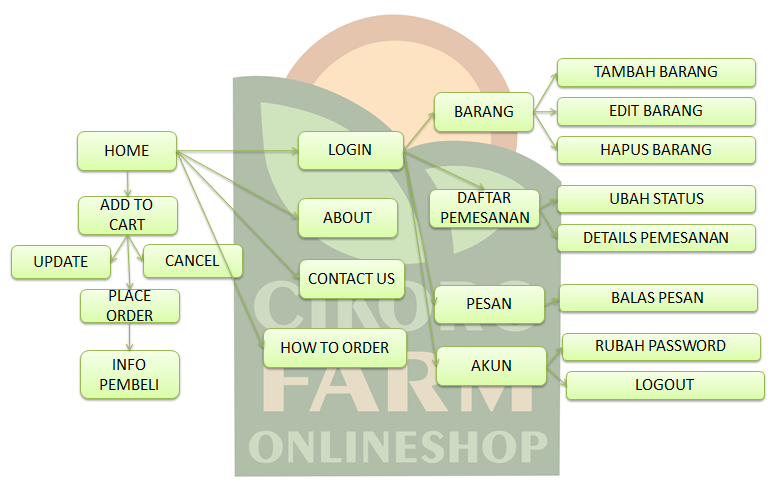 HOME
ADD TO
CART
UPDATE
CANCEL
PLACE
ORDER
INFO
PEMBELI
LOGIN
ABOUT
CONTACT US
HOW TO ORDER
BARANG
TAMBAH BARANG
EDIT BARANG
HAPUS BARANG
DAFTAR
PEMESANAN
UBAH STATUS
DETAILS PEMESANAN
PESAN
BALAS PESAN
AKUN
RUBAH PASSWORD
LOGOUT
CIKORO
FARM
ONLINESHOP